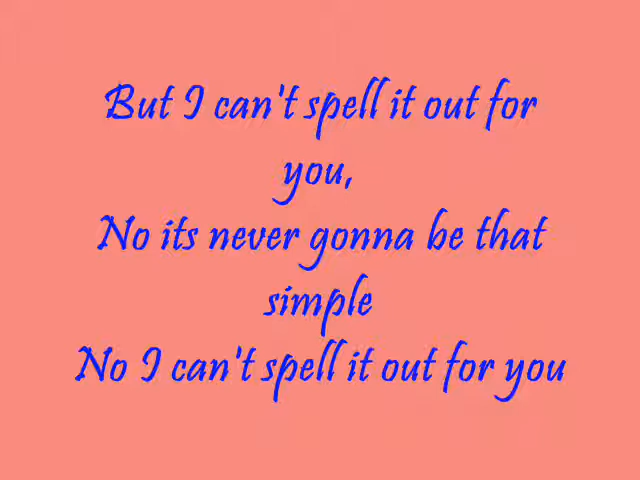 But I can't spell it out for
you,
No its never gonna be that
simple
No I can't spell it out for you